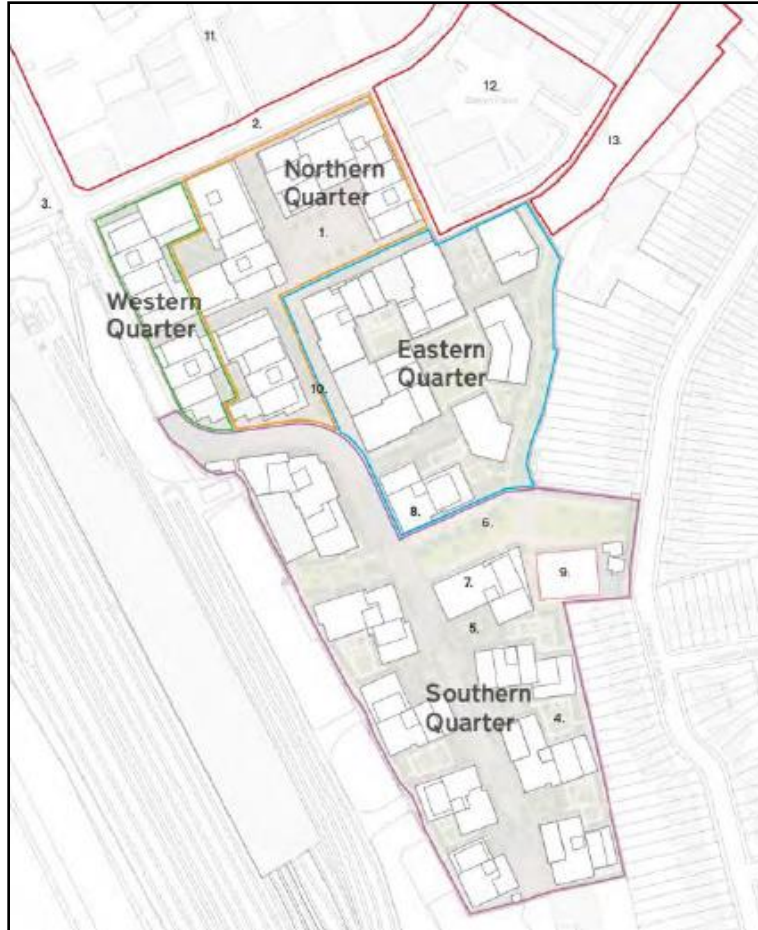 11.
12.
2.
13.
Northern
Quarter
3.
1.
Western
Quarter
Eastern
Quarter
10.
8.
6.
9.
7.
5.
Southern
Quarter
4.